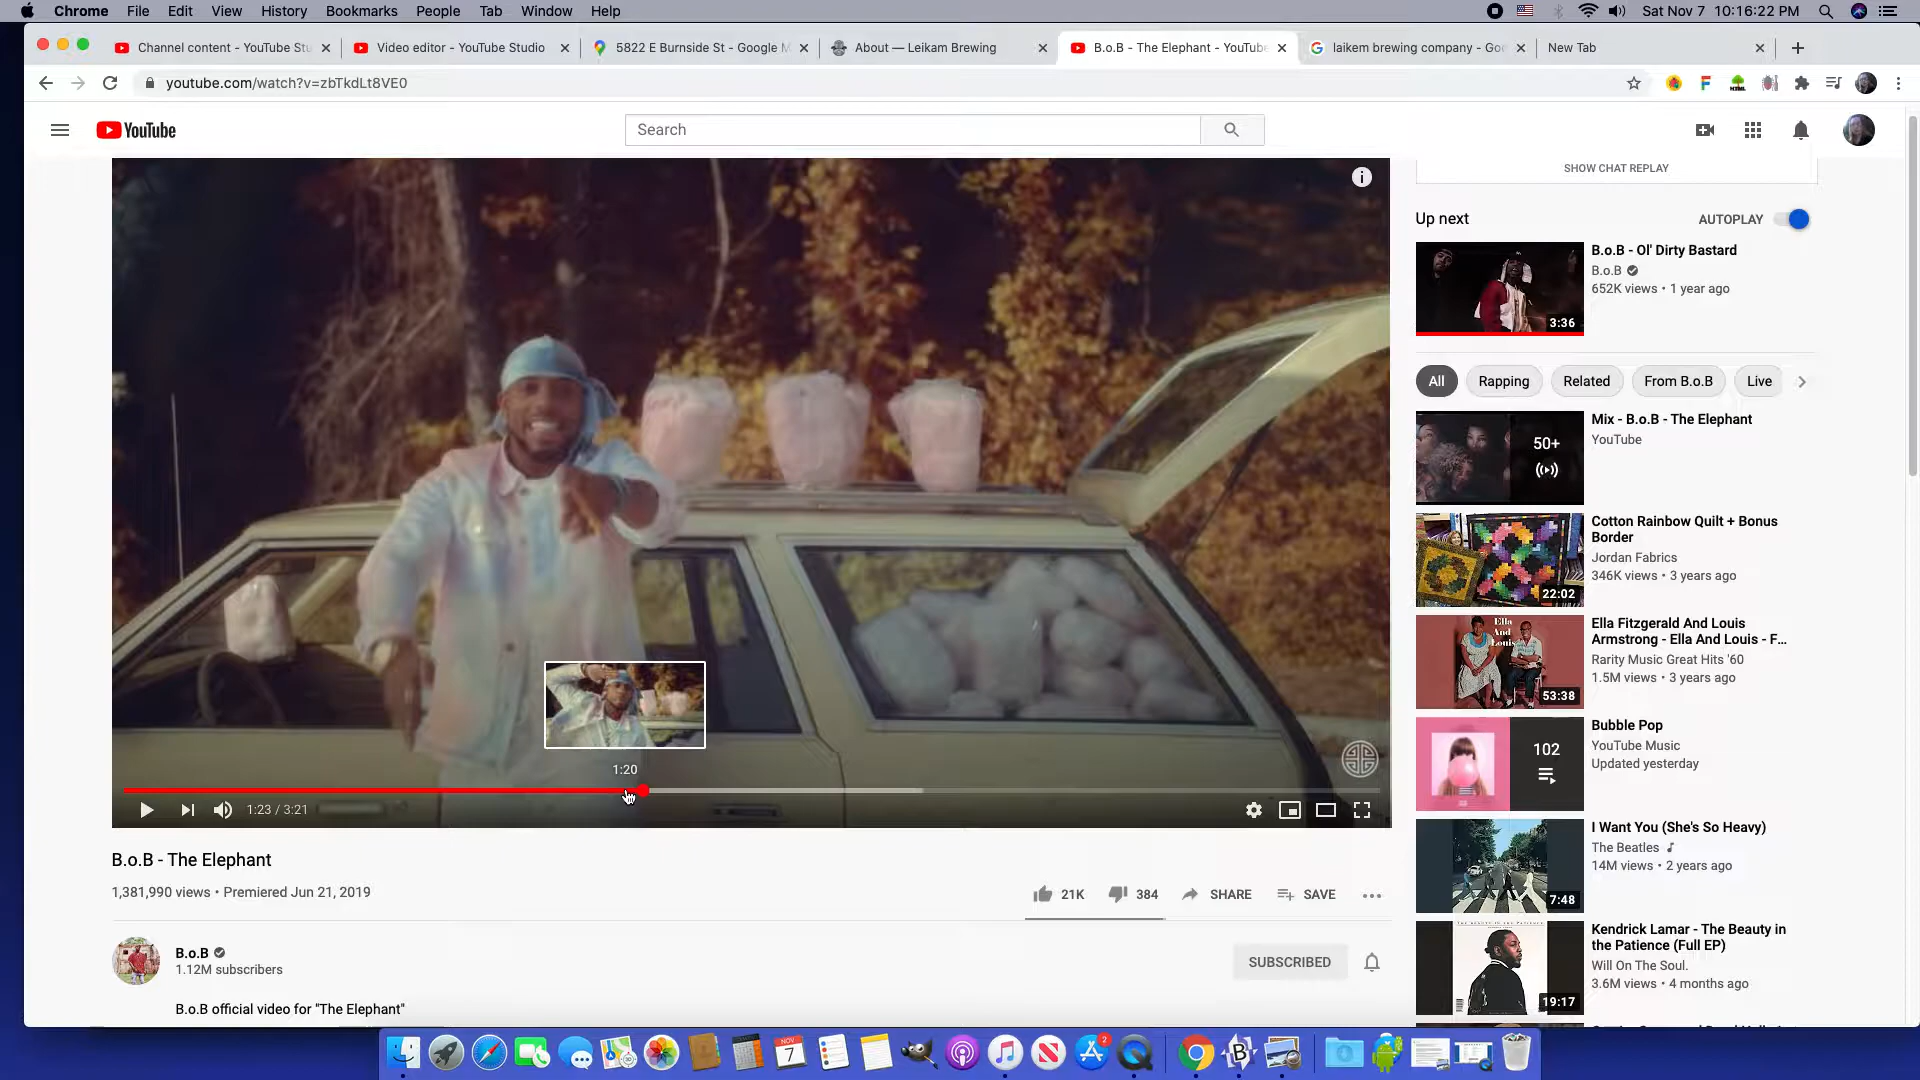 Chrome File Edit View History Bookmarks People Tab Window Help Sat Nov 7 10:16:22 PM
Channel content - YouTube Stu Video editor - YouTube Studio 5822 E Burnside St - Google M About — Leikam Brewing B.o.B - The Elephant - YouTube laikem brewing company - Goo New Tab
youtube.com/watch?v=zbTkdLt8VE0
YouTube Search
SHOW CHAT REPLAY
Up next AUTOPLAY
B.o.B - Ol' Dirty Bastard
B.o.B
652K views • 1 year ago
3:36
All Rapping Related From B.o.B Live
Mix - B.o.B - The Elephant
YouTube
50+
Cotton Rainbow Quilt + Bonus
Border
Jordan Fabrics
346K views • 3 years ago
22:02
Ella Fitzgerald And Louis
Armstrong - Ella And Louis - F...
Rarity Music Great Hits '60
1.5M views • 3 years ago
Ella
And
Louis
53:38
Bubble Pop
YouTube Music
Updated yesterday
102
I Want You (She's So Heavy)
The Beatles
14M views • 2 years ago
7:48
Kendrick Lamar - The Beauty in
the Patience (Full EP)
Will On The Soul.
3.6M views • 4 months ago
19:17
1:20
1:23 / 3:21
B.o.B - The Elephant
1,381,990 views • Premiered Jun 21, 2019
21K 384 SHARE SAVE
B.o.B
1.12M subscribers
SUBSCRIBED
B.o.B official video for "The Elephant"
NOV
7
2